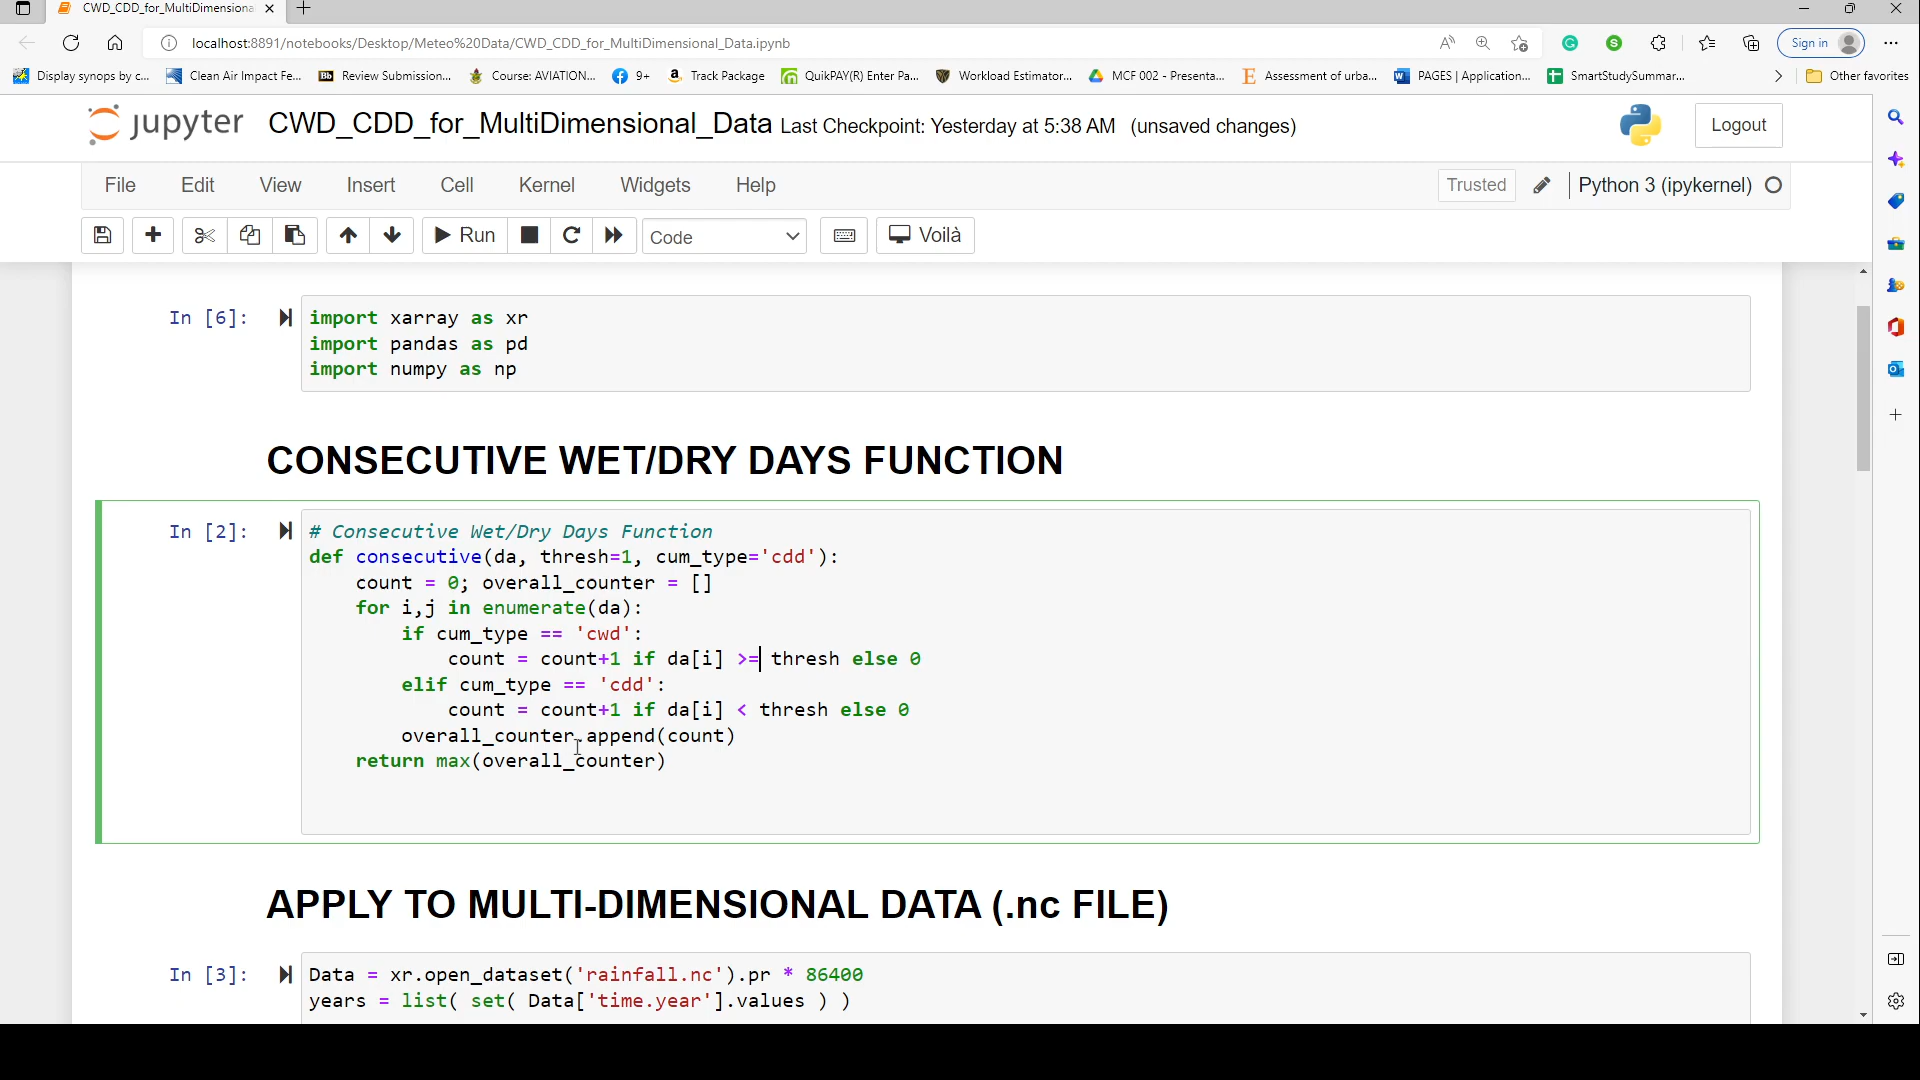 CWD_CDD_for_MultiDimensiona
localhost:8891/notebooks/Desktop/Meteo%20Data/CWD_CDD_for_MultiDimensional_Data.ipynb
Sign in
Display synops by c...
Clean Air Impact Fe...
Bb Review Submission...
Course: AVIATION...
9+
Track Package
QuikPAY(R) Enter Pa...
Workload Estimator...
MCF 002 - Presenta...
Assessment of urba...
PAGES | Application...
SmartStudySummar...
Other favorites
jupyter CWD_CDD_for_MultiDimensional_Data Last Checkpoint: Yesterday at 5:38 AM (unsaved changes)
Logout
File Edit View Insert Cell Kernel Widgets Help
Trusted
Python 3 (ipykernel)
Run
Code
Voilà
In [6]:
import xarray as xr
import pandas as pd
import numpy as np
CONSECUTIVE WET/DRY DAYS FUNCTION
In [2]:
# Consecutive Wet/Dry Days Function
def consecutive(da, thresh=1, cum_type='cdd'):
count = 0; overall_counter = []
for i,j in enumerate(da):
if cum_type == 'cwd':
count = count+1 if da[i] >= thresh else 0
elif cum_type == 'cdd':
count = count+1 if da[i] < thresh else 0
overall_counter.append(count)
return max(overall_counter)
APPLY TO MULTI-DIMENSIONAL DATA (.nc FILE)
In [3]:
Data = xr.open_dataset('rainfall.nc').pr * 86400
years = list( set( Data['time.year'].values ) )